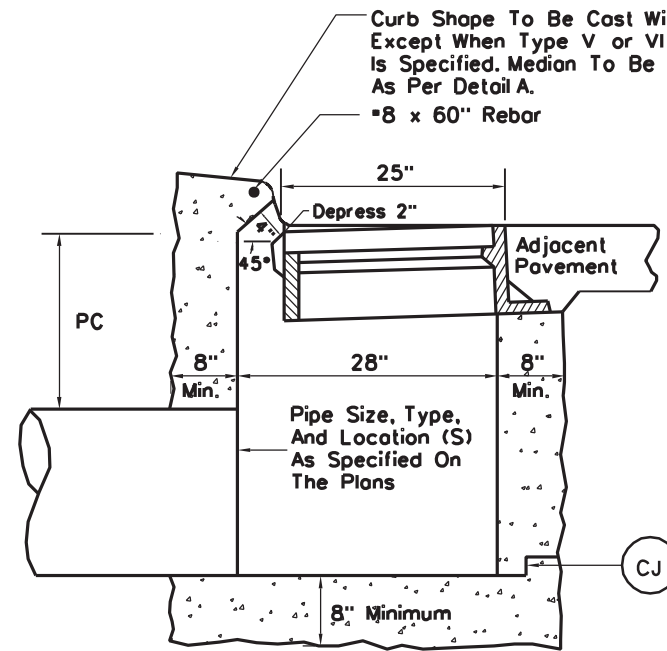 Curb Shape To Be Cast Wi
Except When Type V or VI
Is Specified. Median To Be
As Per Detail A.
#8 x 60" Rebar
25"
Depress 2"
4"
45°
Adjacent
Pavement
PC
8"
Min.
28"
8"
Min.
Pipe Size, Type,
And Location (S)
As Specified On
The Plans
CJ
8" Minimum